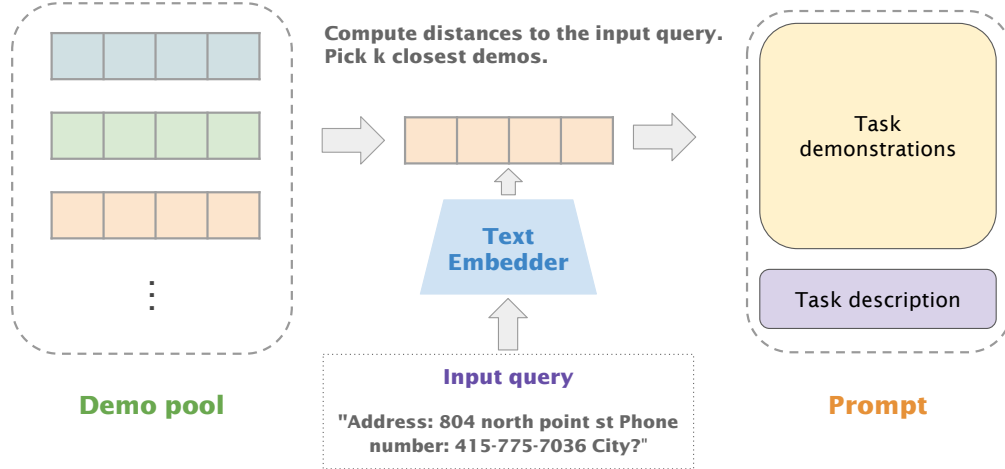 Compute distances to the input query.
Pick k closest demos.
Task
demonstrations
Text
Embedder
Task description
Input query
"Address: 804 north point st Phone
number: 415-775-7036 City?"
Demo pool
Prompt